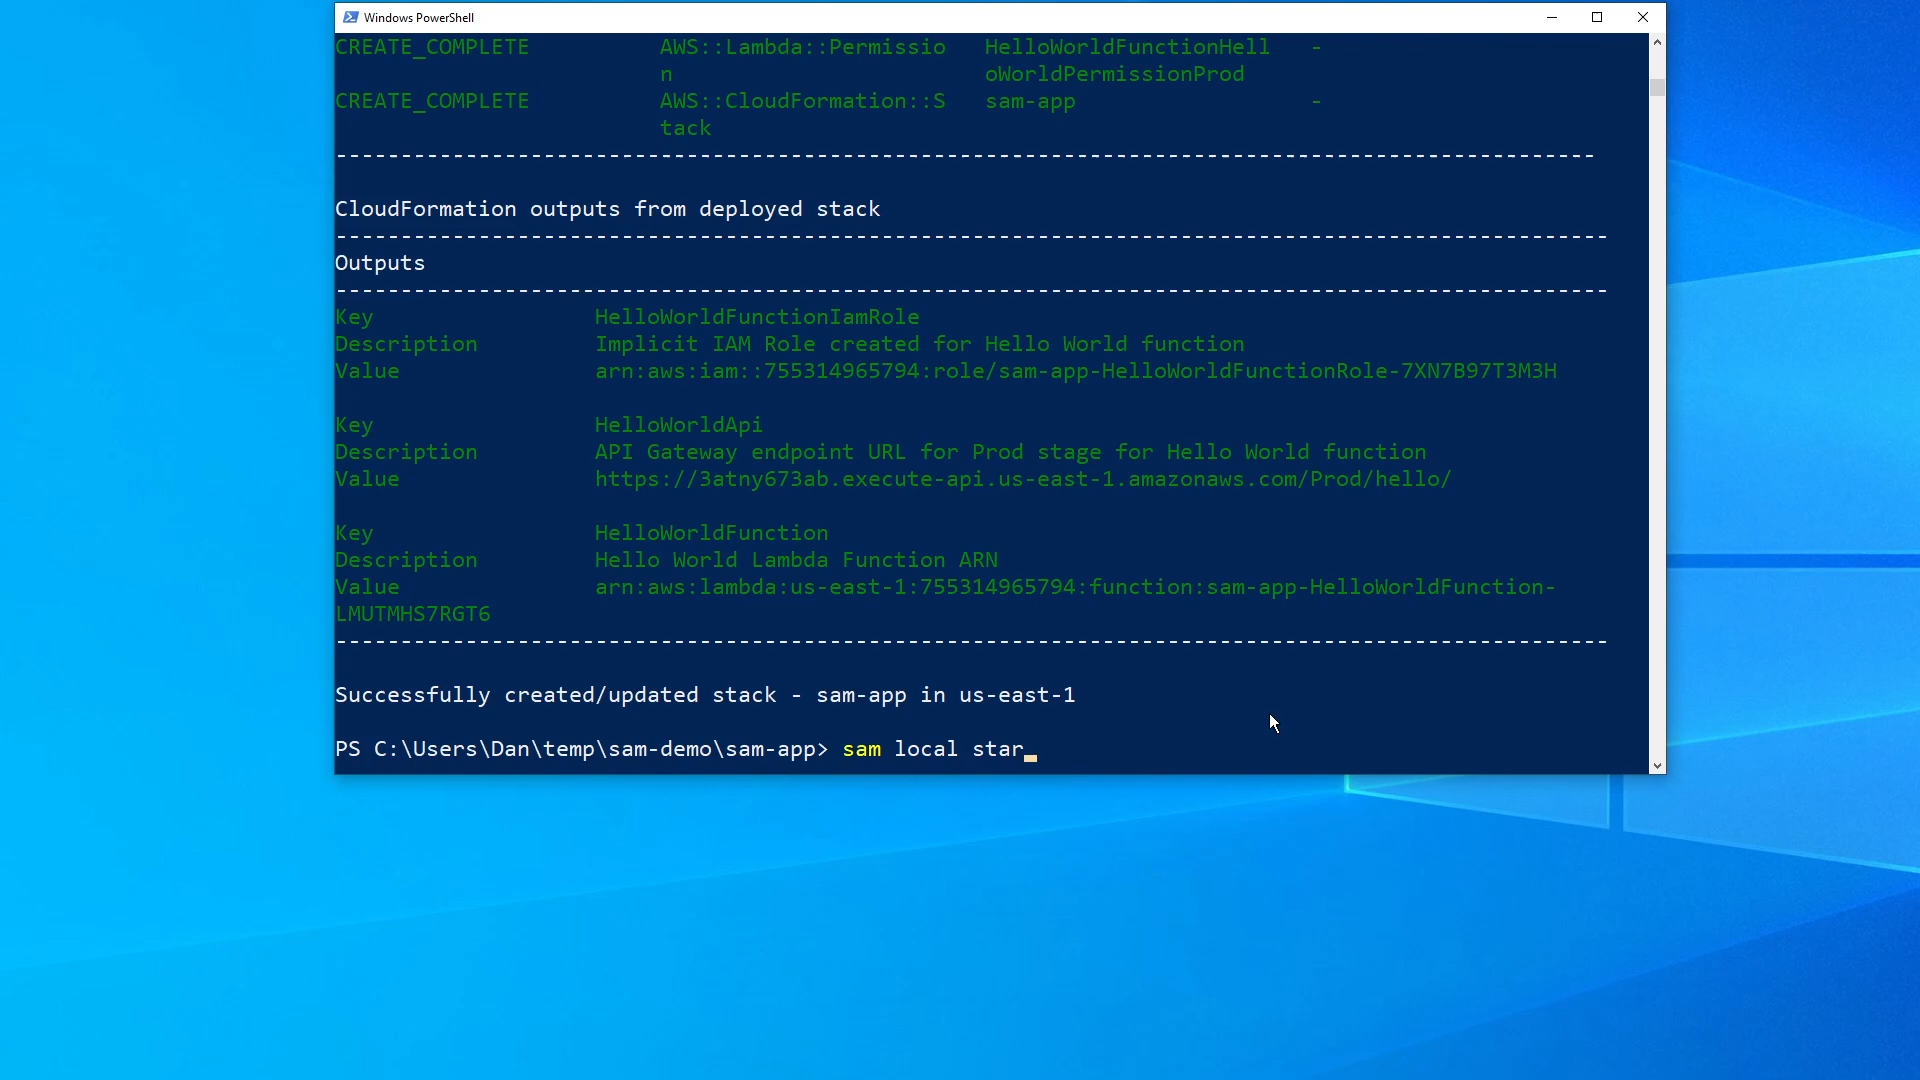 Windows PowerShell
CREATE_COMPLETE AWS::Lambda::Permissio HelloWorldFunctionHell -
n oWorldPermissionProd
CREATE_COMPLETE AWS::CloudFormation::S sam-app -
tack
-------------------------------------------------------------------------------------------------
CloudFormation outputs from deployed stack
--------------------------------------------------------------------------------------------------
Outputs
--------------------------------------------------------------------------------------------------
Key HelloWorldFunctionIamRole
Description Implicit IAM Role created for Hello World function
Value arn:aws:iam::755314965794:role/sam-app-HelloWorldFunctionRole-7XN7B97T3M3H
Key HelloWorldApi
Description API Gateway endpoint URL for Prod stage for Hello World function
Value https://3atny673ab.execute-api.us-east-1.amazonaws.com/Prod/hello/
Key HelloWorldFunction
Description Hello World Lambda Function ARN
Value arn:aws:lambda:us-east-1:755314965794:function:sam-app-HelloWorldFunction-
LMUTMHS7RGT6
--------------------------------------------------------------------------------------------------
Successfully created/updated stack - sam-app in us-east-1
PS C:\Users\Dan\temp\sam-demo\sam-app> sam local star_